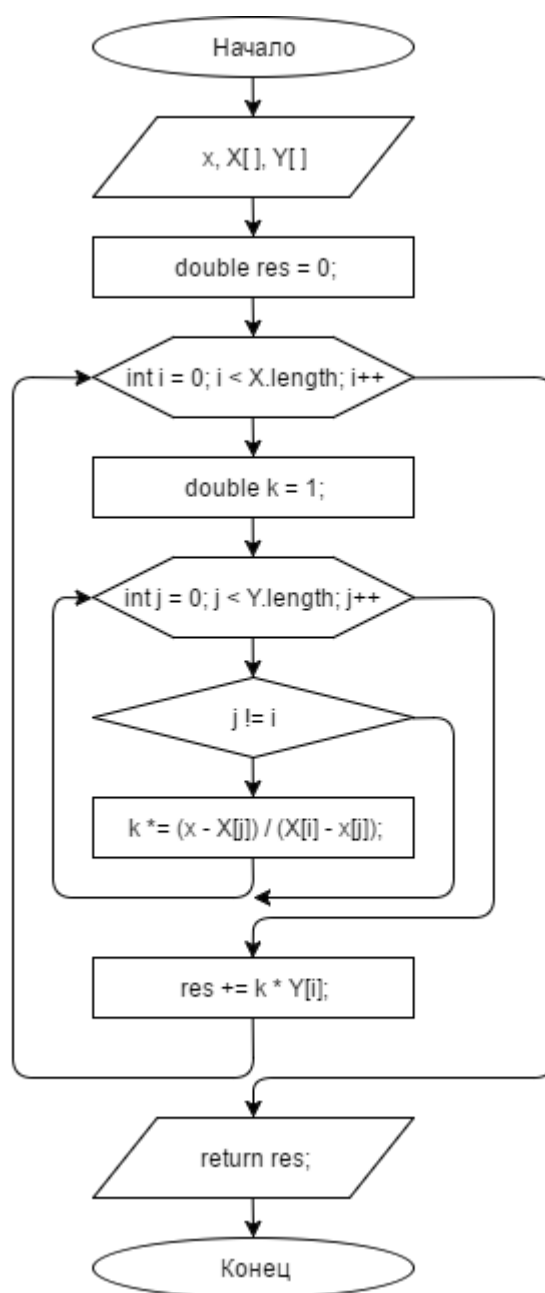 Начало
x, X[ ], Y[ ]
double res = 0;
int i = 0; i < X.length; i++
double k = 1;
int j = 0; j < Y.length; j++
j != i
k *= (x - X[j]) / (X[i] - x[j]);
res += k * Y[i];
return res;
Конец